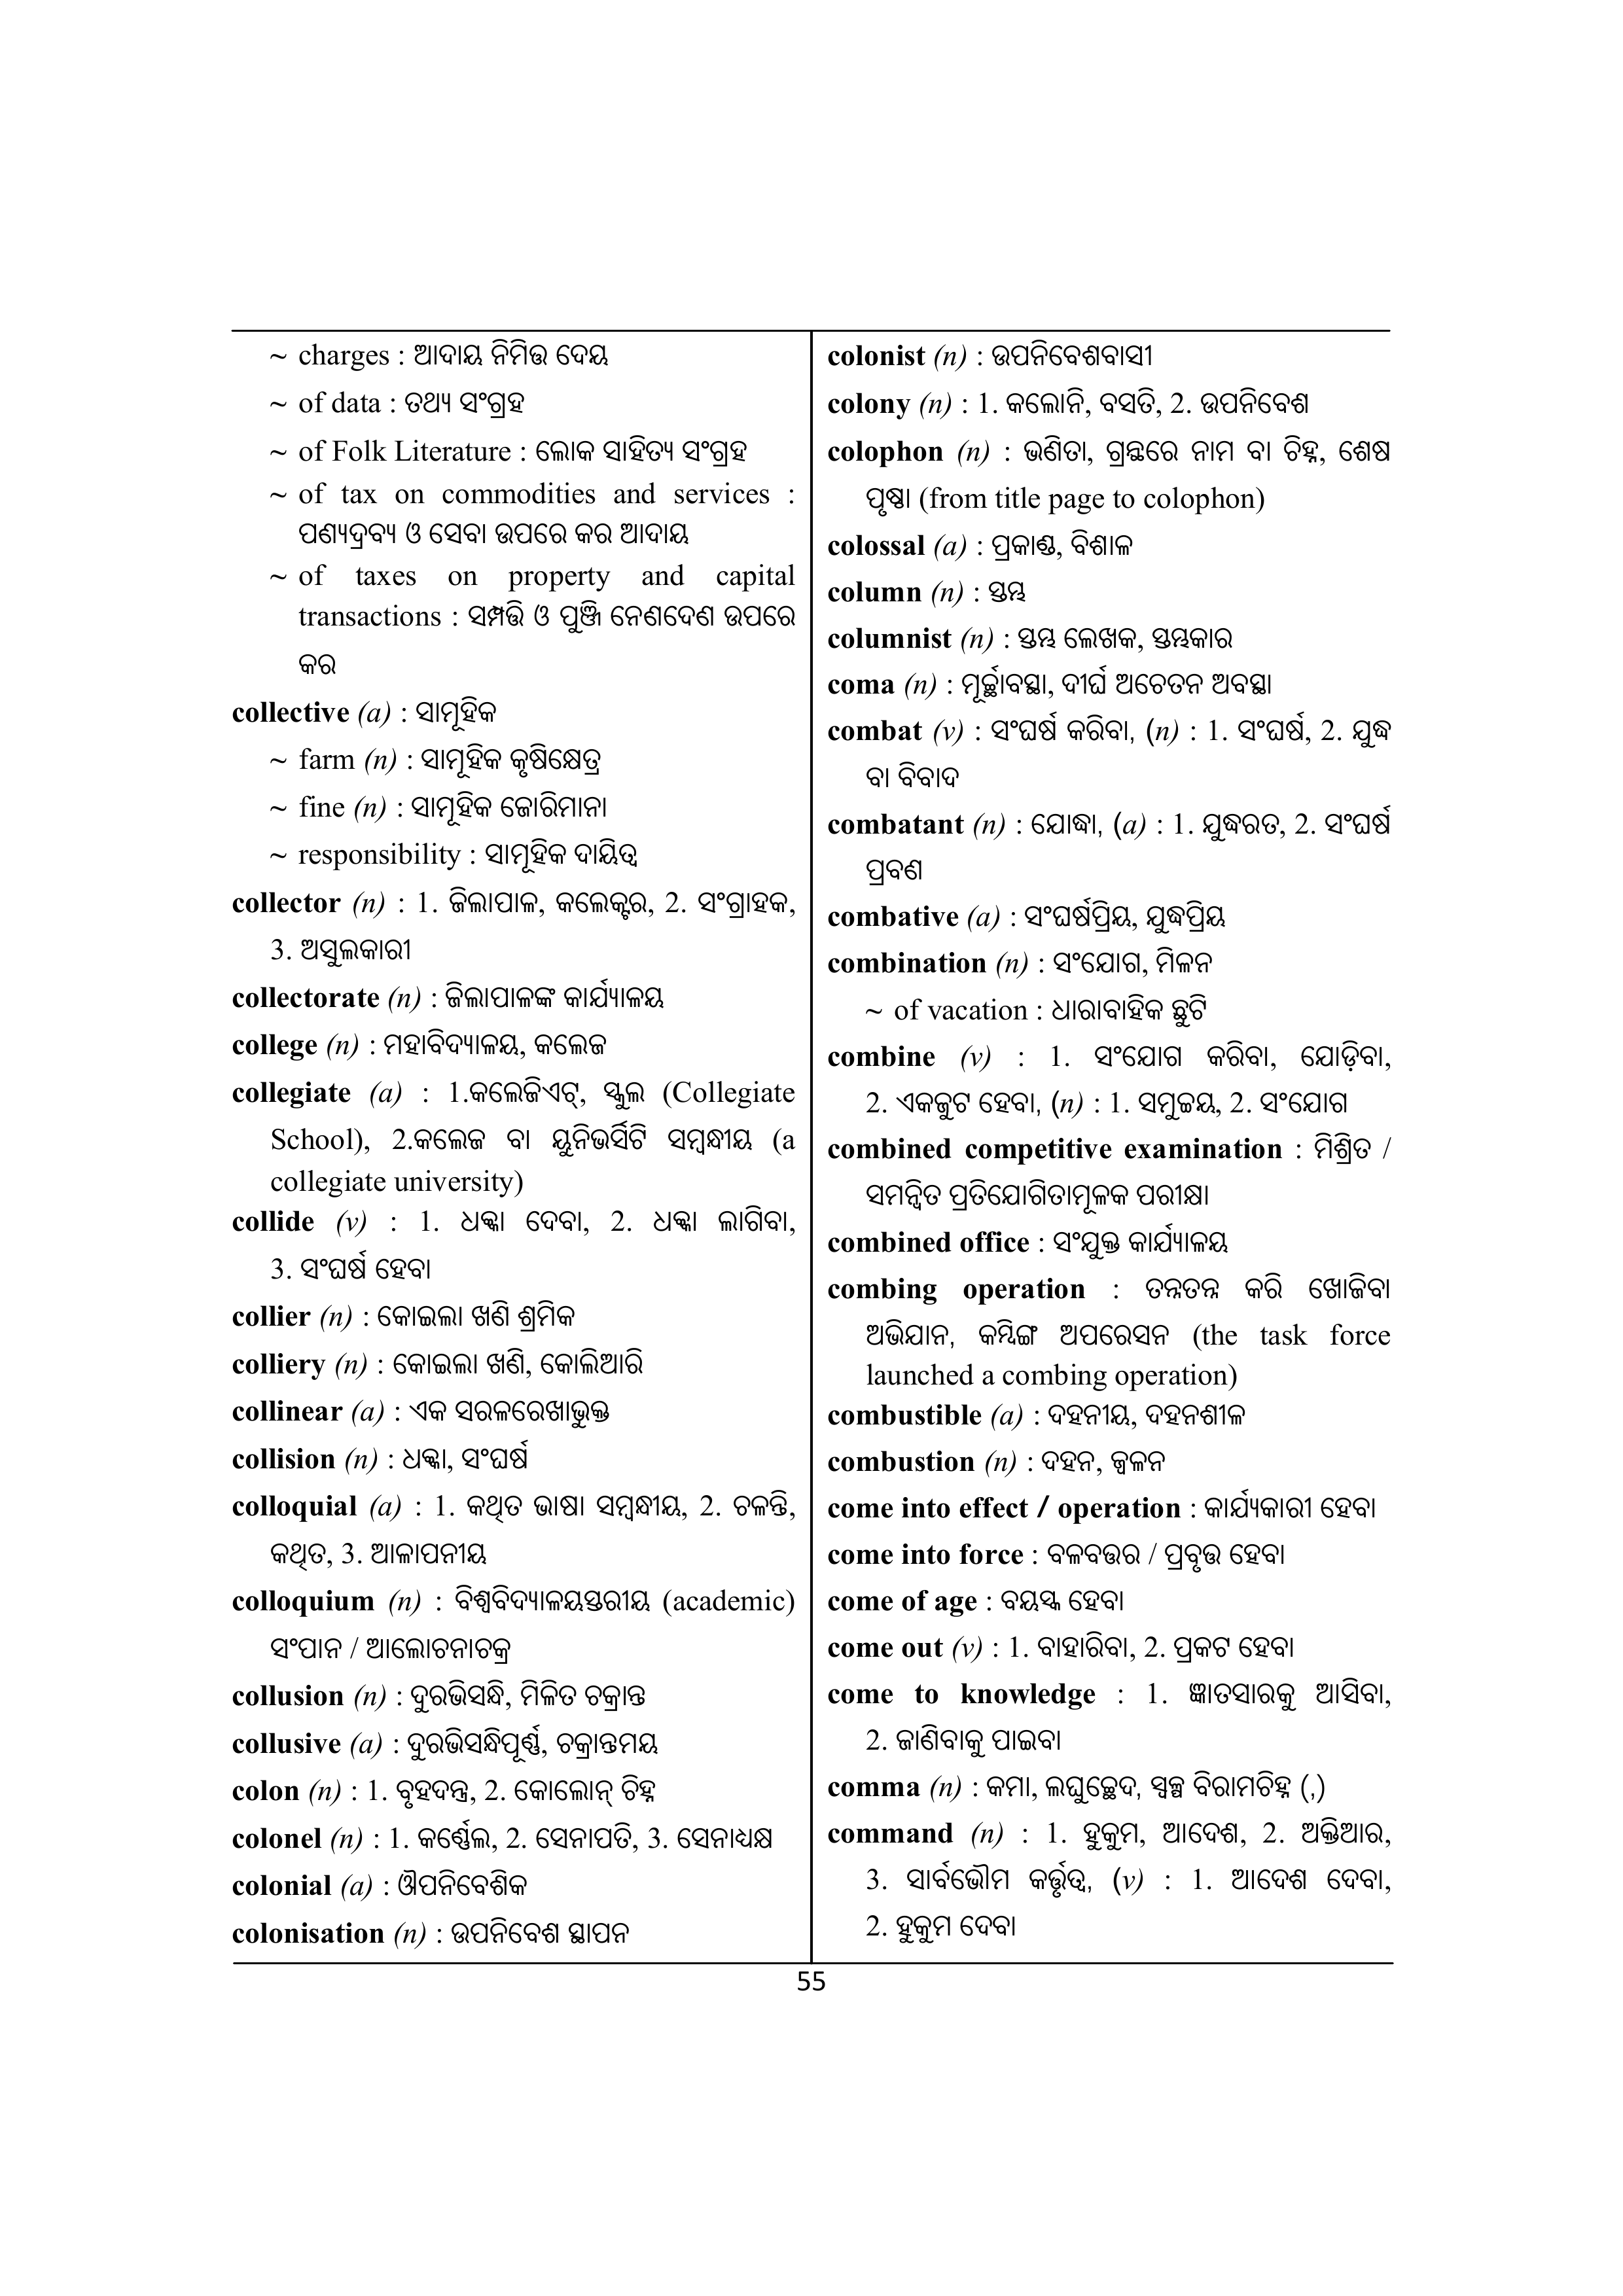 ~ charges : ଆଦାୟ ନିମିତ୍ତ ଦେୟ
~ of data : ତଥ୍ୟ ସଂଗ୍ରହ
~ of Folk Literature : ଲୋକ ସାହିତ୍ୟ ସଂଗ୍ରହ
~ of tax on commodities and services :
ପଣ୍ୟଦ୍ରବ୍ୟ ଓ ସେବା ଉପରେ କର ଆଦାୟ
~ of taxes on property and capital
transactions : ସମ୍ପତ୍ତି ଓ ପୁଞ୍ଜି ନେଣଦେଣ ଉପରେ
କର
collective (a) : ସାମୂହିକ
~ farm (n) : ସାମୂହିକ କୃଷିକ୍ଷେତ୍ର
~ fine (n) : ସାମୂହିକ ଜୋରିମାନା
~ responsibility : ସାମୂହିକ ଦାୟିତ୍ୱ
collector (n) : 1. ଜିଲାପାଳ, କଲେକ୍ଟର, 2. ସଂଗ୍ରାହକ,
3. ଅସୁଲକାରୀ
collectorate (n) : ଜିଲାପାଳଙ୍କ କାର୍ଯ୍ୟାଳୟ
college (n) : ମହାବିଦ୍ୟାଳୟ, କଲେଜ
collegiate (a) : 1.କଲେଜିଏଟ୍, ସ୍କୁଲ (Collegiate
School), 2.କଲେଜ ବା ୟୁନିଭର୍ସିଟି ସମ୍ବନ୍ଧୀୟ (a
collegiate university)
collide (v) : 1. ଧକ୍କା ଦେବା, 2. ଧକ୍କା ଲାଗିବା,
3. ସଂଘର୍ଷ ହେବା
collier (n) : କୋଇଲା ଖଣି ଶ୍ରମିକ
colliery (n) : କୋଇଲା ଖଣି, କୋଲିଆରି
collinear (a) : ଏକ ସରଳରେଖାଭୁକ୍ତ
collision (n) : ଧକ୍କା, ସଂଘର୍ଷ
colloquial (a) : 1. କଥିତ ଭାଷା ସମ୍ବନ୍ଧୀୟ, 2. ଚଳନ୍ତି,
କଥିତ, 3. ଆଳାପନୀୟ
colloquium (n) : ବିଶ୍ୱବିଦ୍ୟାଳୟସ୍ତରୀୟ (academic)
ସଂପାନ / ଆଲୋଚନାଚକ୍ର
collusion (n) : ଦୁରଭିସନ୍ଧି, ମିଳିତ ଚକ୍ରାନ୍ତ
collusive (a) : ଦୁରଭିସନ୍ଧିପୂର୍ଣ୍ଣ, ଚକ୍ରାନ୍ତମୟ
colon (n) : 1. ବୃହଦନ୍ତ୍ର, 2. କୋଲୋନ୍ ଚିହ୍ନ
colonel (n) : 1. କର୍ଣ୍ଣେଲ, 2. ସେନାପତି, 3. ସେନାଧ୍ୟକ୍ଷ
colonial (a) : ଔପନିବେଶିକ
colonisation (n) : ଉପନିବେଶ ସ୍ଥାପନ
colonist (n) : ଉପନିବେଶବାସୀ
colony (n) : 1. କଲୋନି, ବସତି, 2. ଉପନିବେଶ
colophon (n) : ଭଣିତା, ଗ୍ରନ୍ଥରେ ନାମ ବା ଚିହ୍ନ, ଶେଷ
ପୃଷ୍ଠା (from title page to colophon)
colossal (a) : ପ୍ରକାଣ୍ଡ, ବିଶାଳ
column (n) : ସ୍ତମ୍ଭ
columnist (n) : ସ୍ତମ୍ଭ ଲେଖକ, ସ୍ତମ୍ଭକାର
coma (n) : ମୂର୍ଚ୍ଛାବସ୍ଥା, ଦୀର୍ଘ ଅଚେତନ ଅବସ୍ଥା
combat (v) : ସଂଘର୍ଷ କରିବା, (n) : 1. ସଂଘର୍ଷ, 2. ଯୁଦ୍ଧ
ବା ବିବାଦ
combatant (n) : ଯୋଦ୍ଧା, (a) : 1. ଯୁଦ୍ଧରତ, 2. ସଂଘର୍ଷ
ପ୍ରବଣ
combative (a) : ସଂଘର୍ଷପ୍ରିୟ, ଯୁଦ୍ଧପ୍ରିୟ
combination (n) : ସଂଯୋଗ, ମିଳନ
~ of vacation : ଧାରାବାହିକ ଛୁଟି
combine (v) : 1. ସଂଯୋଗ କରିବା, ଯୋଡ଼ିବା,
2. ଏକଜୁଟ ହେବା, (n) : 1. ସମୁଚ୍ଚୟ, 2. ସଂଯୋଗ
combined competitive examination : ମିଶ୍ରିତ /
ସମନ୍ୱିତ ପ୍ରତିଯୋଗିତାମୂଳକ ପରୀକ୍ଷା
combined office : ସଂଯୁକ୍ତ କାର୍ଯ୍ୟାଳୟ
combing operation : ତନ୍ନତନ୍ନ କରି ଖୋଜିବା
ଅଭିଯାନ, କମ୍ବିଙ୍ଗ ଅପରେସନ (the task force
launched a combing operation)
combustible (a) : ଦହନୀୟ, ଦହନଶୀଳ
combustion (n) : ଦହନ, ଜ୍ୱଳନ
come into effect / operation : କାର୍ଯ୍ୟକାରୀ ହେବା
come into force : ବଳବତ୍ତର / ପ୍ରବୃତ୍ତ ହେବା
come of age : ବୟସ୍କ ହେବା
come out (v) : 1. ବାହାରିବା, 2. ପ୍ରକଟ ହେବା
come to knowledge : 1. ଜ୍ଞାତସାରକୁ ଆସିବା,
2. ଜାଣିବାକୁ ପାଇବା
comma (n) : କମା, ଲଘୁଚ୍ଛେଦ, ସ୍ୱଳ୍ପ ବିରାମଚିହ୍ନ (,)
command (n) : 1. ହୁକୁମ, ଆଦେଶ, 2. ଅକ୍ତିଆର,
3. ସାର୍ବଭୌମ କର୍ତ୍ତୃତ୍ୱ, (v) : 1. ଆଦେଶ ଦେବା,
2. ହୁକୁମ ଦେବା
55